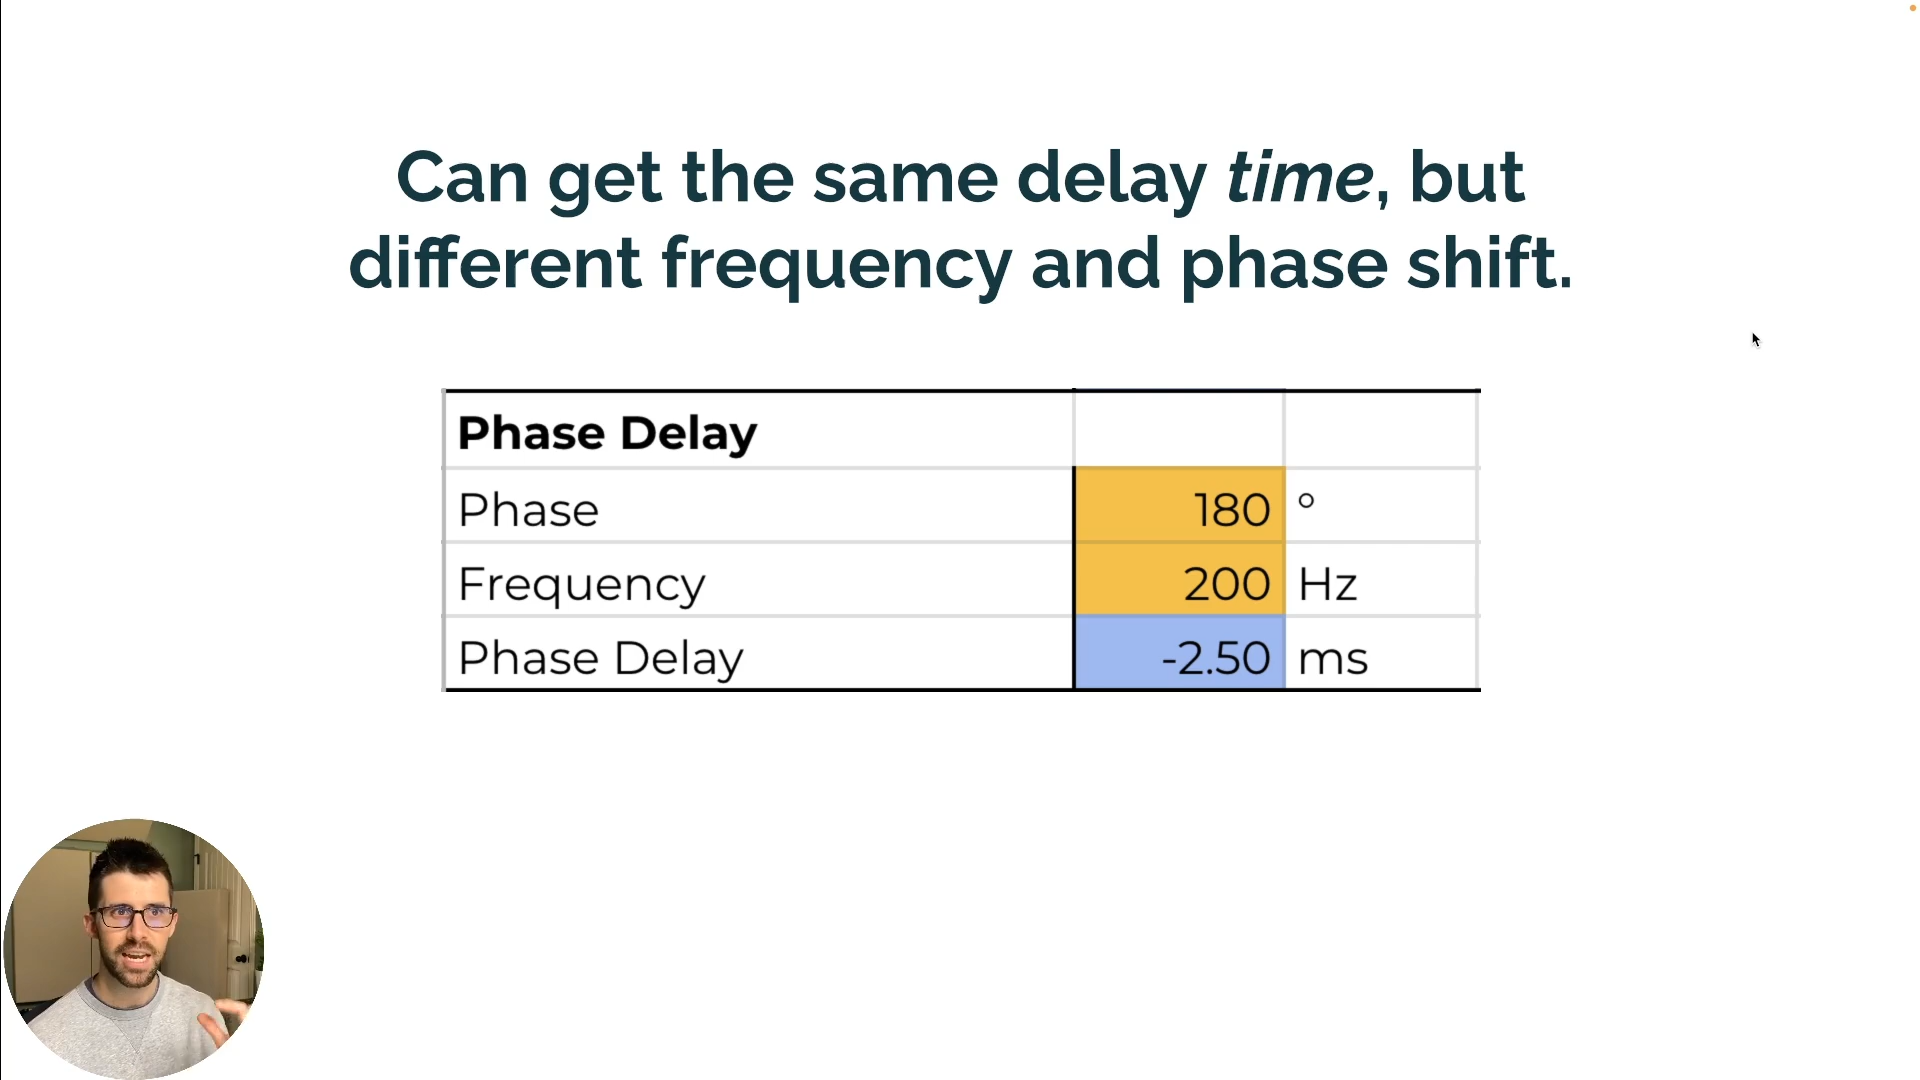 Can get the same delay time, but
different frequency and phase shift.
Phase Delay
Phase 180 °
Frequency 200 Hz
Phase Delay -2.50 ms